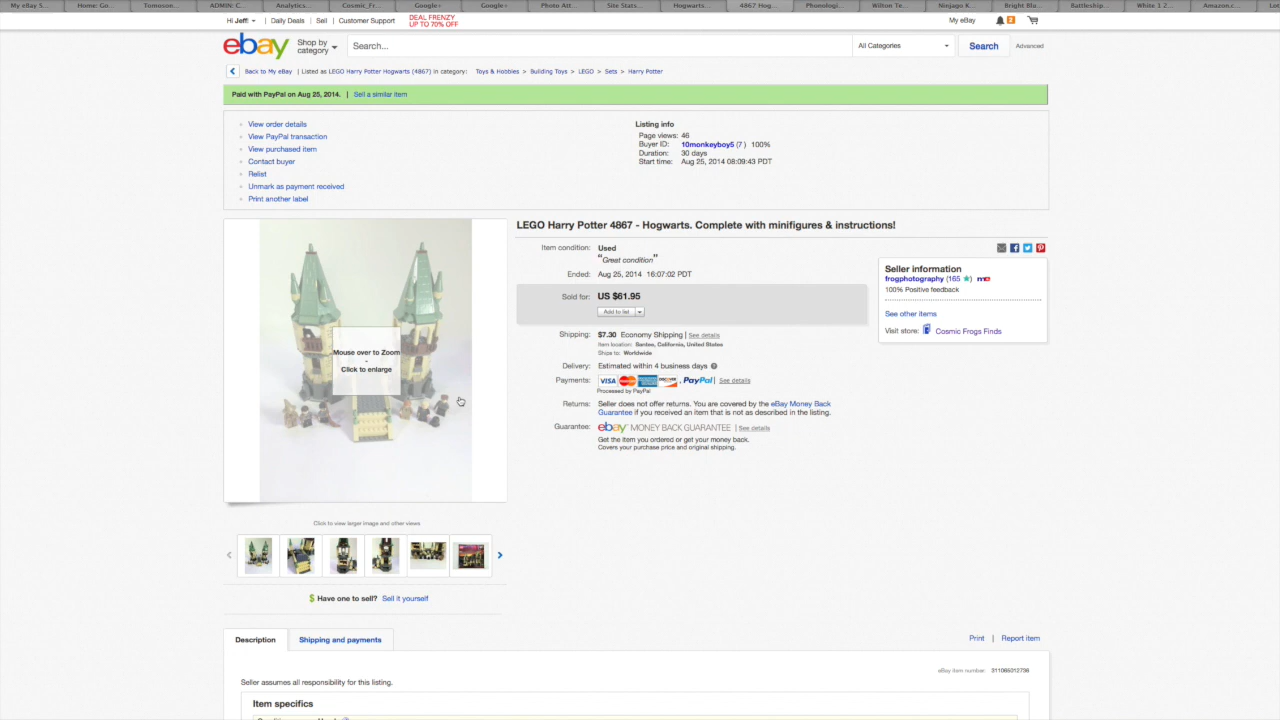 My eBay S...
Home: Go...
Tomoson...
ADMIN: C...
Analytics...
Cosmic_Fr...
Google+
Google+
Photo Att...
Site Stats...
Hogwarts...
4867 Hog...
Phonologi...
Wilton Te...
Ninjago K...
Bright Blu...
Battleship...
White 1 2...
Amazon.c...
Hi Jeff!
Daily Deals
Sell
Customer Support
DEAL FRENZY
UP TO 70% OFF
My eBay
2
ebay
Shop by
category
Search...
All Categories
Search
Advanced
Back to My eBay | Listed as LEGO Harry Potter Hogwarts (4867) in category: Toys & Hobbies > Building Toys > LEGO > Sets > Harry Potter
Paid with PayPal on Aug 25, 2014. | Sell a similar item
View order details
View PayPal transaction
View purchased item
Contact buyer
Relist
Unmark as payment received
Print another label
Listing info
Page views: 46
Buyer ID: 10monkeyboy5 (7 ) 100%
Duration: 30 days
Start time: Aug 25, 2014 08:09:43 PDT
Mouse over to Zoom
-
Click to enlarge
Click to view larger image and other views
$ Have one to sell? Sell it yourself
LEGO Harry Potter 4867 - Hogwarts. Complete with minifigures & instructions!
Item condition: Used
"Great condition"
Ended: Aug 25, 2014 16:07:02 PDT
Sold for: US $61.95
Add to list
Shipping: $7.30 Economy Shipping | See details
Item location: Santee, California, United States
Ships to: Worldwide
Delivery: Estimated within 4 business days
Payments: VISA MasterCard AMERICAN EXPRESS DISCOVER, PayPal | See details
Processed by PayPal
Returns: Seller does not offer returns. You are covered by the eBay Money Back
Guarantee if you received an item that is not as described in the listing.
Guarantee: ebay MONEY BACK GUARANTEE | See details
Get the item you ordered or get your money back.
Covers your purchase price and original shipping.
Seller information
frogphotography (165 ) me
100% Positive feedback
See other items
Visit store: Cosmic Frogs Finds
Description
Shipping and payments
Print | Report item
eBay item number: 311065012736
Seller assumes all responsibility for this listing.
Item specifics